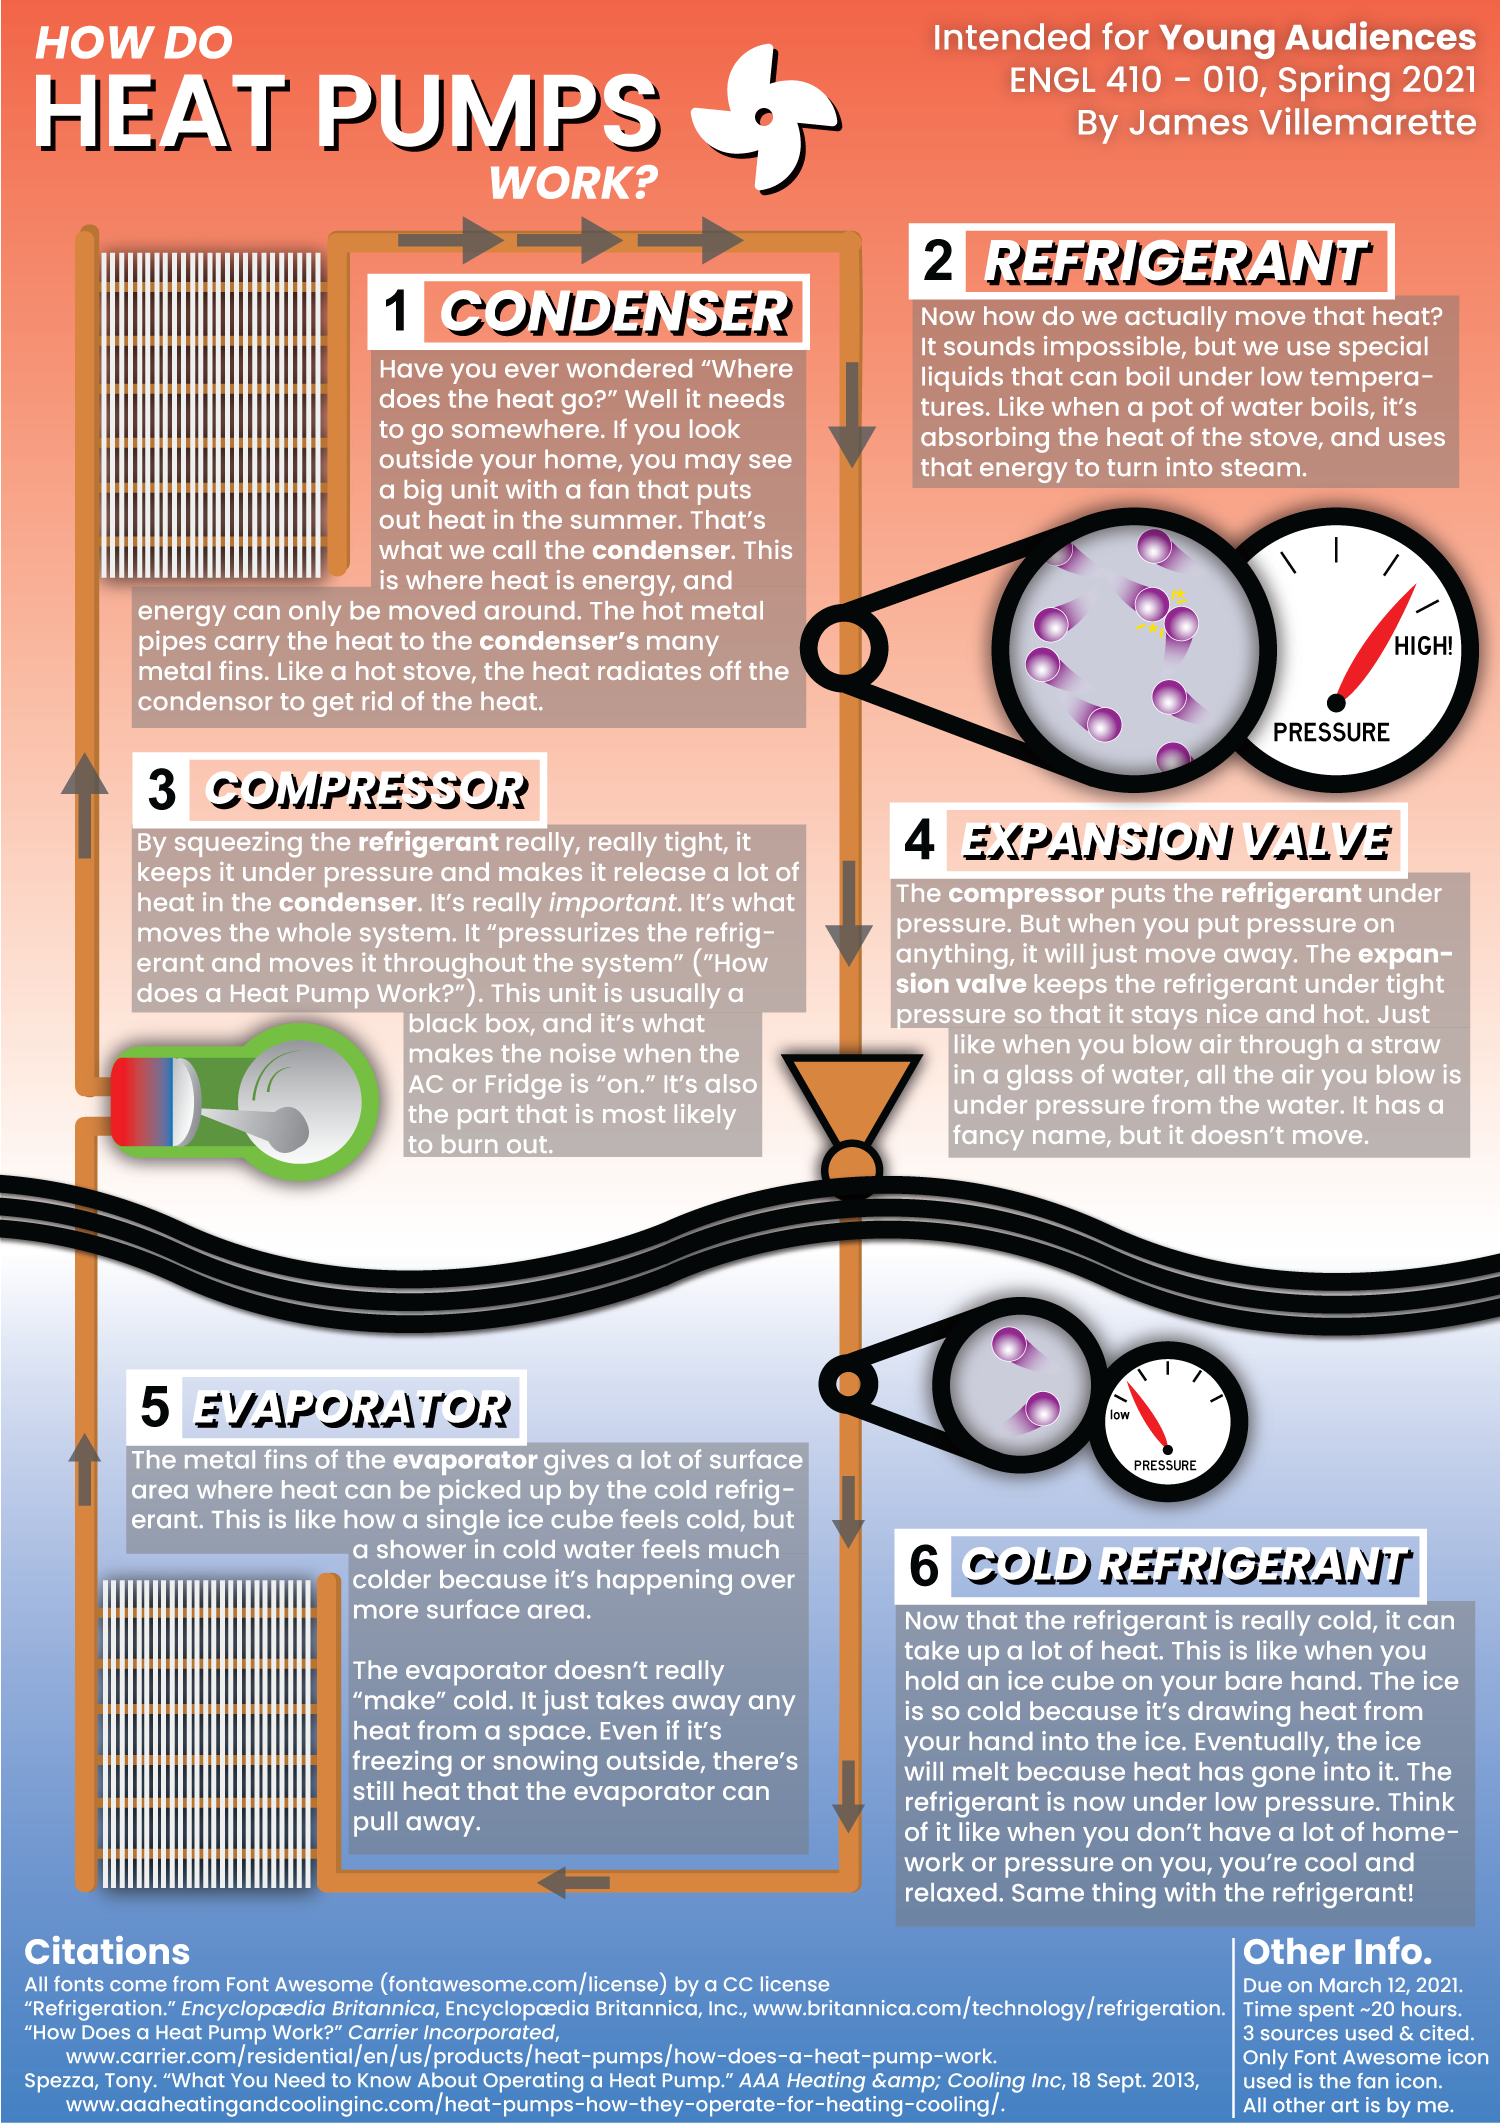 HOW DO
HEAT PUMPS
WORK?
Intended for Young Audiences
ENGL 410 - 010, Spring 2021
By James Villemarette
1 CONDENSER
Have you ever wondered “Where
does the heat go?” Well it needs
to go somewhere. If you look
outside your home, you may see
a big unit with a fan that puts
out heat in the summer. That’s
what we call the condenser. This
is where heat is energy, and
energy can only be moved around. The hot metal
pipes carry the heat to the condenser’s many
metal fins. Like a hot stove, the heat radiates off the
condensor to get rid of the heat.
2 REFRIGERANT
Now how do we actually move that heat?
It sounds impossible, but we use special
liquids that can boil under low tempera-
tures. Like when a pot of water boils, it’s
absorbing the heat of the stove, and uses
that energy to turn into steam.
HIGH!
PRESSURE
3 COMPRESSOR
By squeezing the refrigerant really, really tight, it
keeps it under pressure and makes it release a lot of
heat in the condenser. It’s really important. It’s what
moves the whole system. It “pressurizes the refrig-
erant and moves it throughout the system” (”How
does a Heat Pump Work?”). This unit is usually a
black box, and it’s what
makes the noise when the
AC or Fridge is “on.” It’s also
the part that is most likely
to burn out.
4 EXPANSION VALVE
The compressor puts the refrigerant under
pressure. But when you put pressure on
anything, it will just move away. The expan-
sion valve keeps the refrigerant under tight
pressure so that it stays nice and hot. Just
like when you blow air through a straw
in a glass of water, all the air you blow is
under pressure from the water. It has a
fancy name, but it doesn’t move.
low
PRESSURE
5 EVAPORATOR
The metal fins of the evaporator gives a lot of surface
area where heat can be picked up by the cold refrig-
erant. This is like how a single ice cube feels cold, but
a shower in cold water feels much
colder because it’s happening over
more surface area.
The evaporator doesn’t really
“make” cold. It just takes away any
heat from a space. Even if it’s
freezing or snowing outside, there’s
still heat that the evaporator can
pull away.
6 COLD REFRIGERANT
Now that the refrigerant is really cold, it can
take up a lot of heat. This is like when you
hold an ice cube on your bare hand. The ice
is so cold because it’s drawing heat from
your hand into the ice. Eventually, the ice
will melt because heat has gone into it. The
refrigerant is now under low pressure. Think
of it like when you don’t have a lot of home-
work or pressure on you, you’re cool and
relaxed. Same thing with the refrigerant!
Citations
All fonts come from Font Awesome (fontawesome.com/license) by a CC license
“Refrigeration.” Encyclopædia Britannica, Encyclopædia Britannica, Inc., www.britannica.com/technology/refrigeration.
“How Does a Heat Pump Work?” Carrier Incorporated,
www.carrier.com/residential/en/us/products/heat-pumps/how-does-a-heat-pump-work.
Spezza, Tony. “What You Need to Know About Operating a Heat Pump.” AAA Heating &amp; Cooling Inc, 18 Sept. 2013,
www.aaaheatingandcoolinginc.com/heat-pumps-how-they-operate-for-heating-cooling/.
Other Info.
Due on March 12, 2021.
Time spent ~20 hours.
3 sources used & cited.
Only Font Awesome icon
used is the fan icon.
All other art is by me.